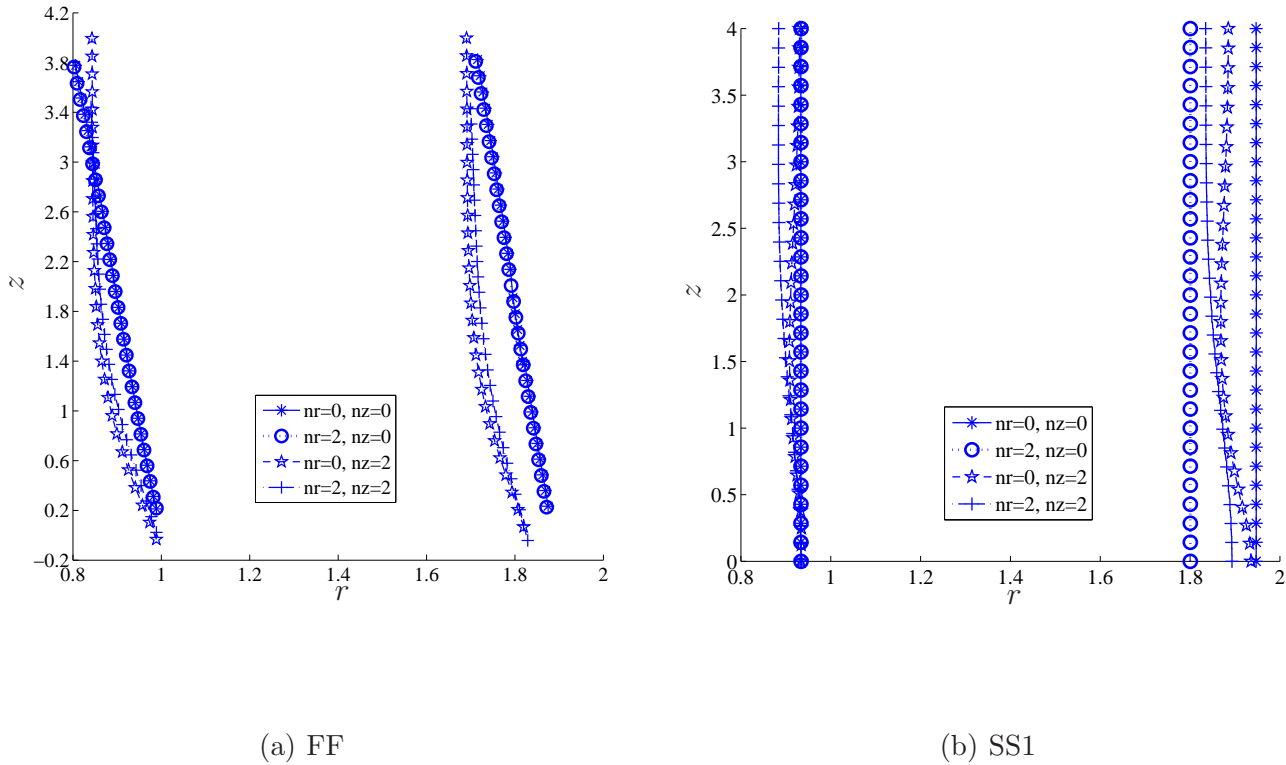 4.2
3.8
3.4
3
2.6
2.2
1.8
1.4
1
0.6
0.2
−0.2
z
0.8
1
1.2
1.4
1.6
1.8
2
r
nr=0, nz=0
nr=2, nz=0
nr=0, nz=2
nr=2, nz=2
(a) FF
4
3.5
3
2.5
2
1.5
1
0.5
0
z
0.8
1
1.2
1.4
1.6
1.8
2
r
nr=0, nz=0
nr=2, nz=0
nr=0, nz=2
nr=2, nz=2
(b) SS1